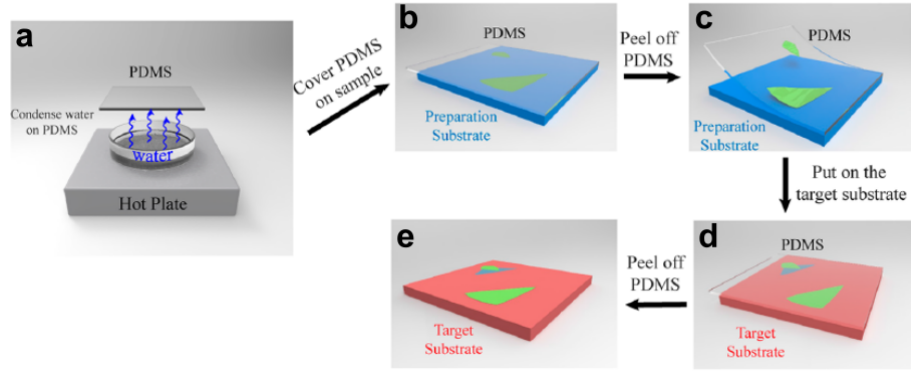 a
PDMS
Condense water
on PDMS
water
Hot Plate
Cover PDMS
on sample
b
PDMS
Preparation
Substrate
Peel off
PDMS
c
PDMS
Preparation
Substrate
Put on the
target substrate
d
PDMS
Target
Substrate
Peel off
PDMS
e
Target
Substrate